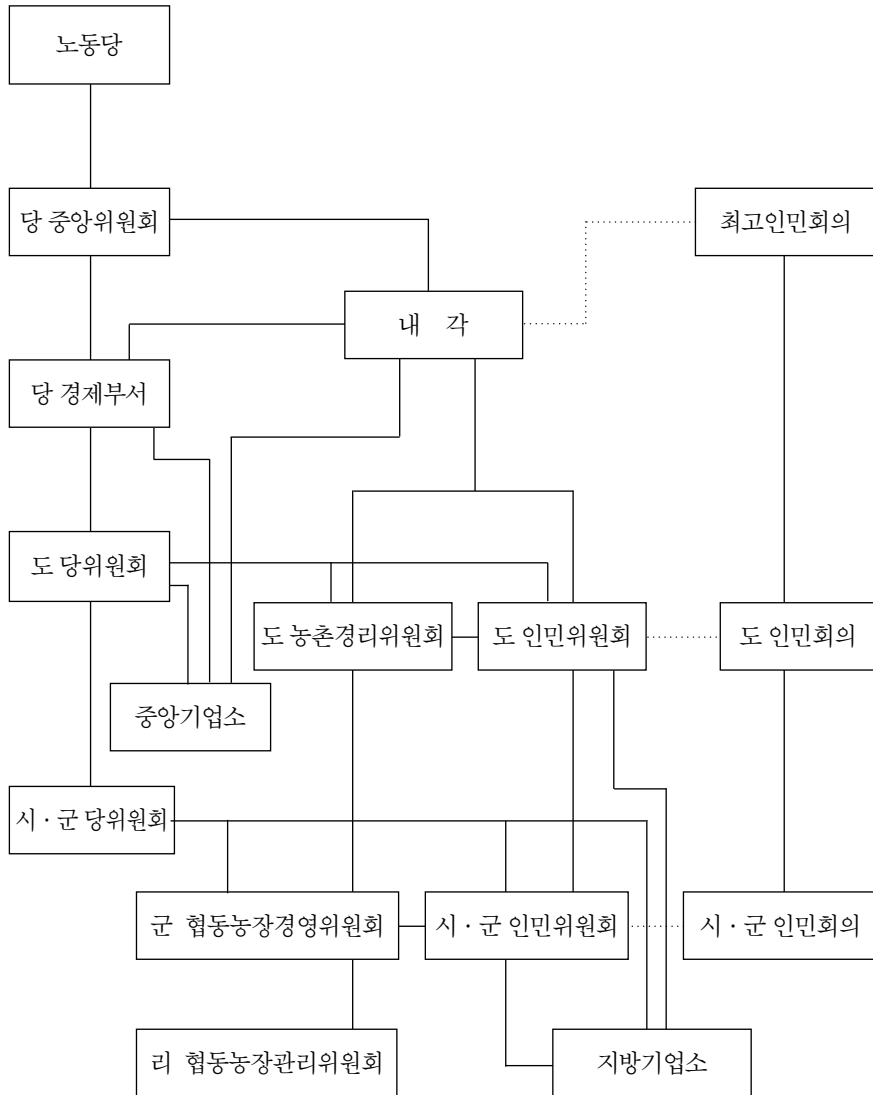 노동당
당 중앙위원회
최고인민회의
내 각
당 경제부서
도 당위원회
도 농촌경리위원회
도 인민위원회
도 인민회의
중앙기업소
시 · 군 당위원회
군 협동농장경영위원회
시 · 군 인민위원회
시 · 군 인민회의
리 협동농장관리위원회
지방기업소